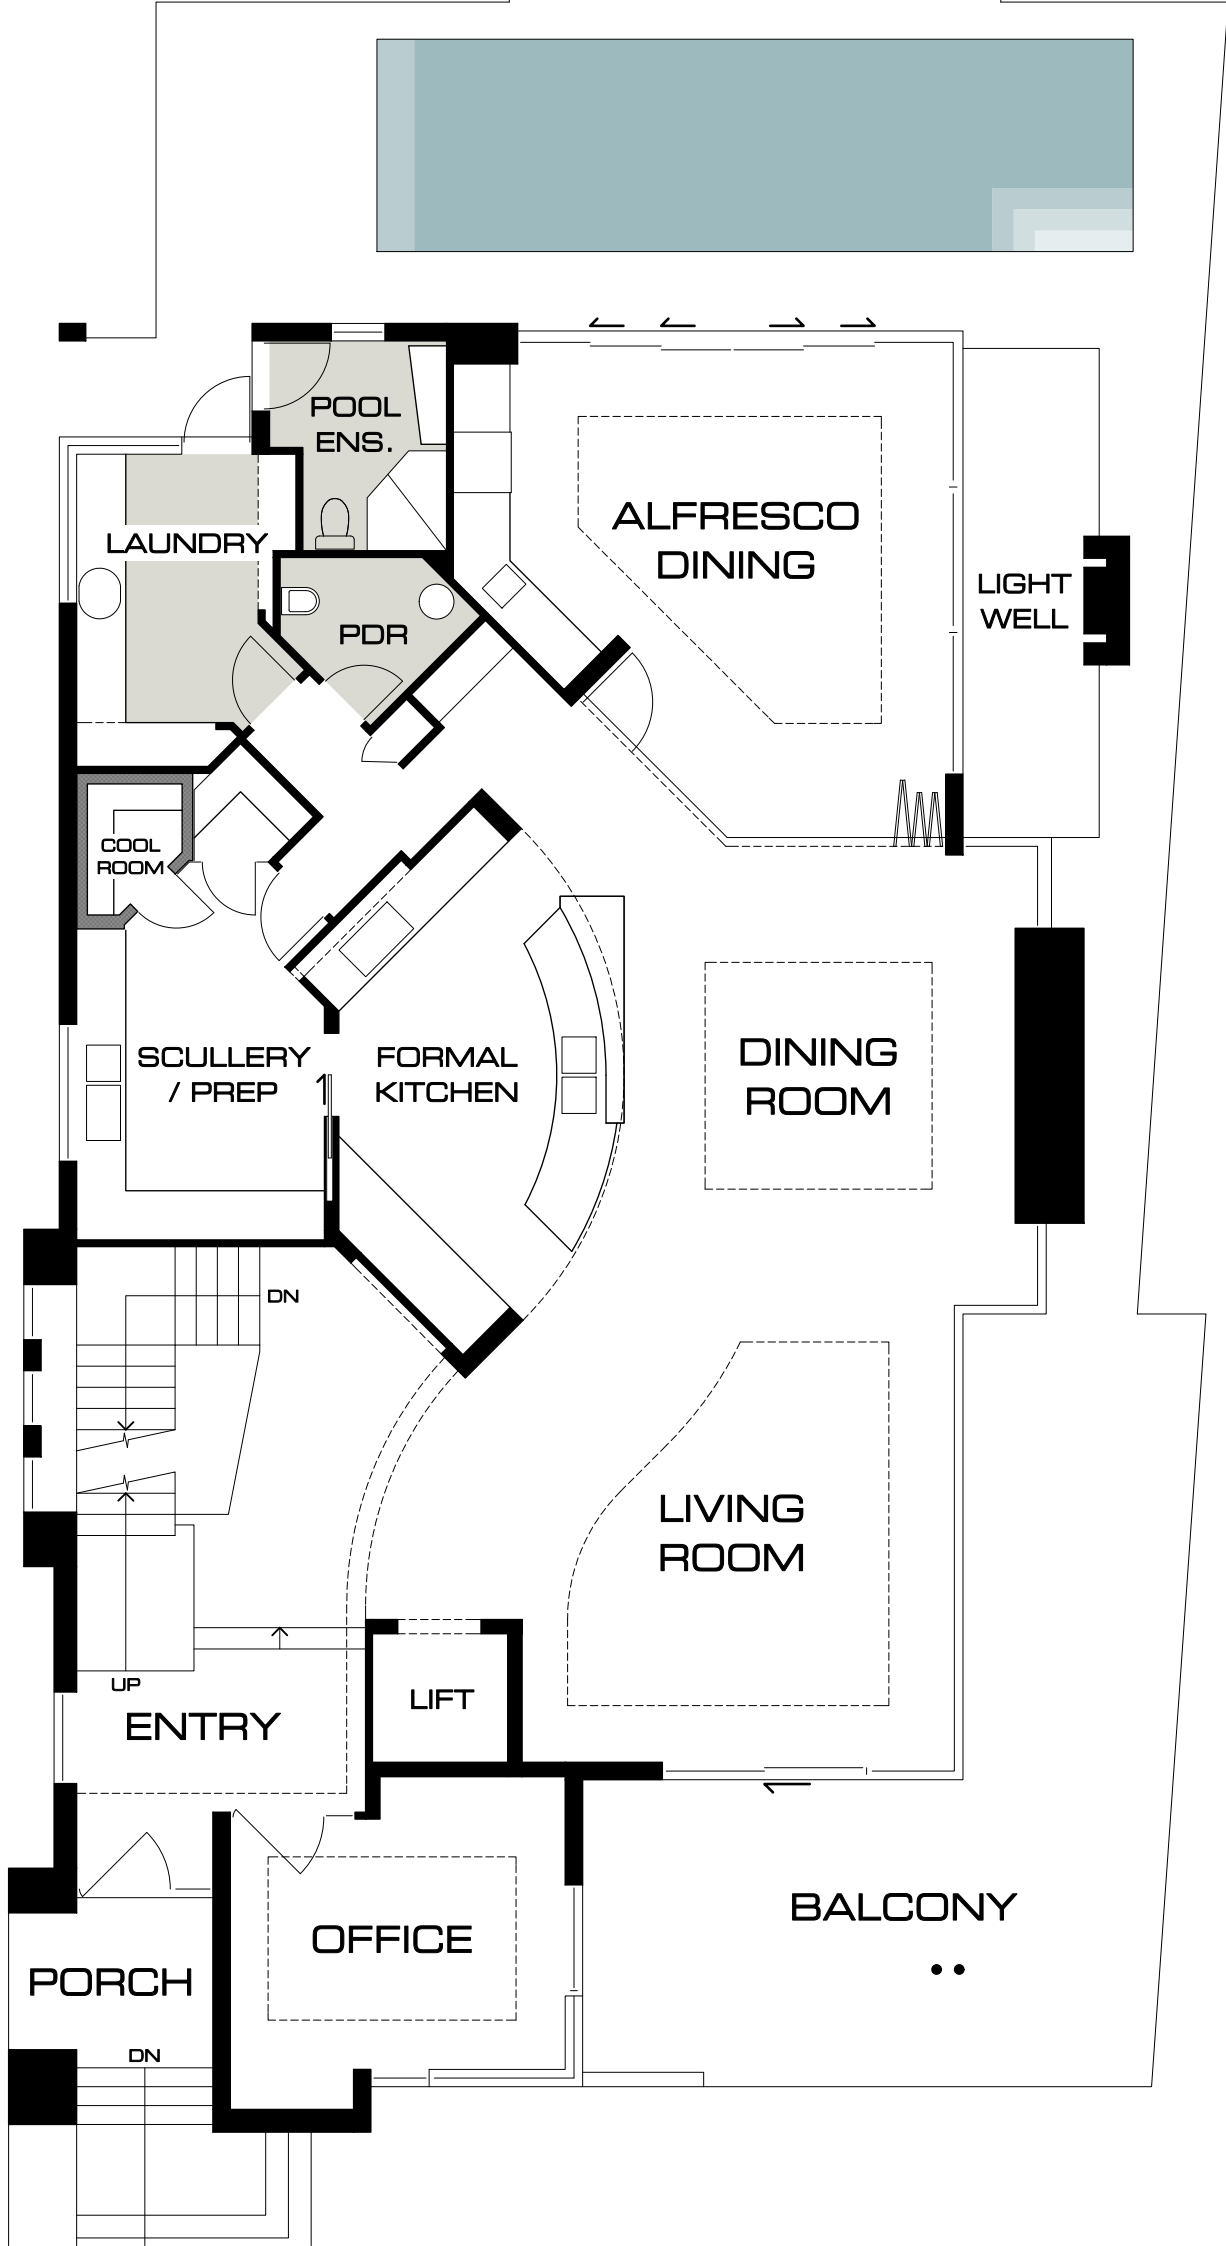 POOL
ENS.
ALFRESCO
DINING
LAUNDRY
LIGHT
WELL
PDR
COOL
ROOM
SCULLERY
/ PREP
FORMAL
KITCHEN
DINING
ROOM
DN
LIVING
ROOM
UP
ENTRY
LIFT
BALCONY
OFFICE
PORCH
DN